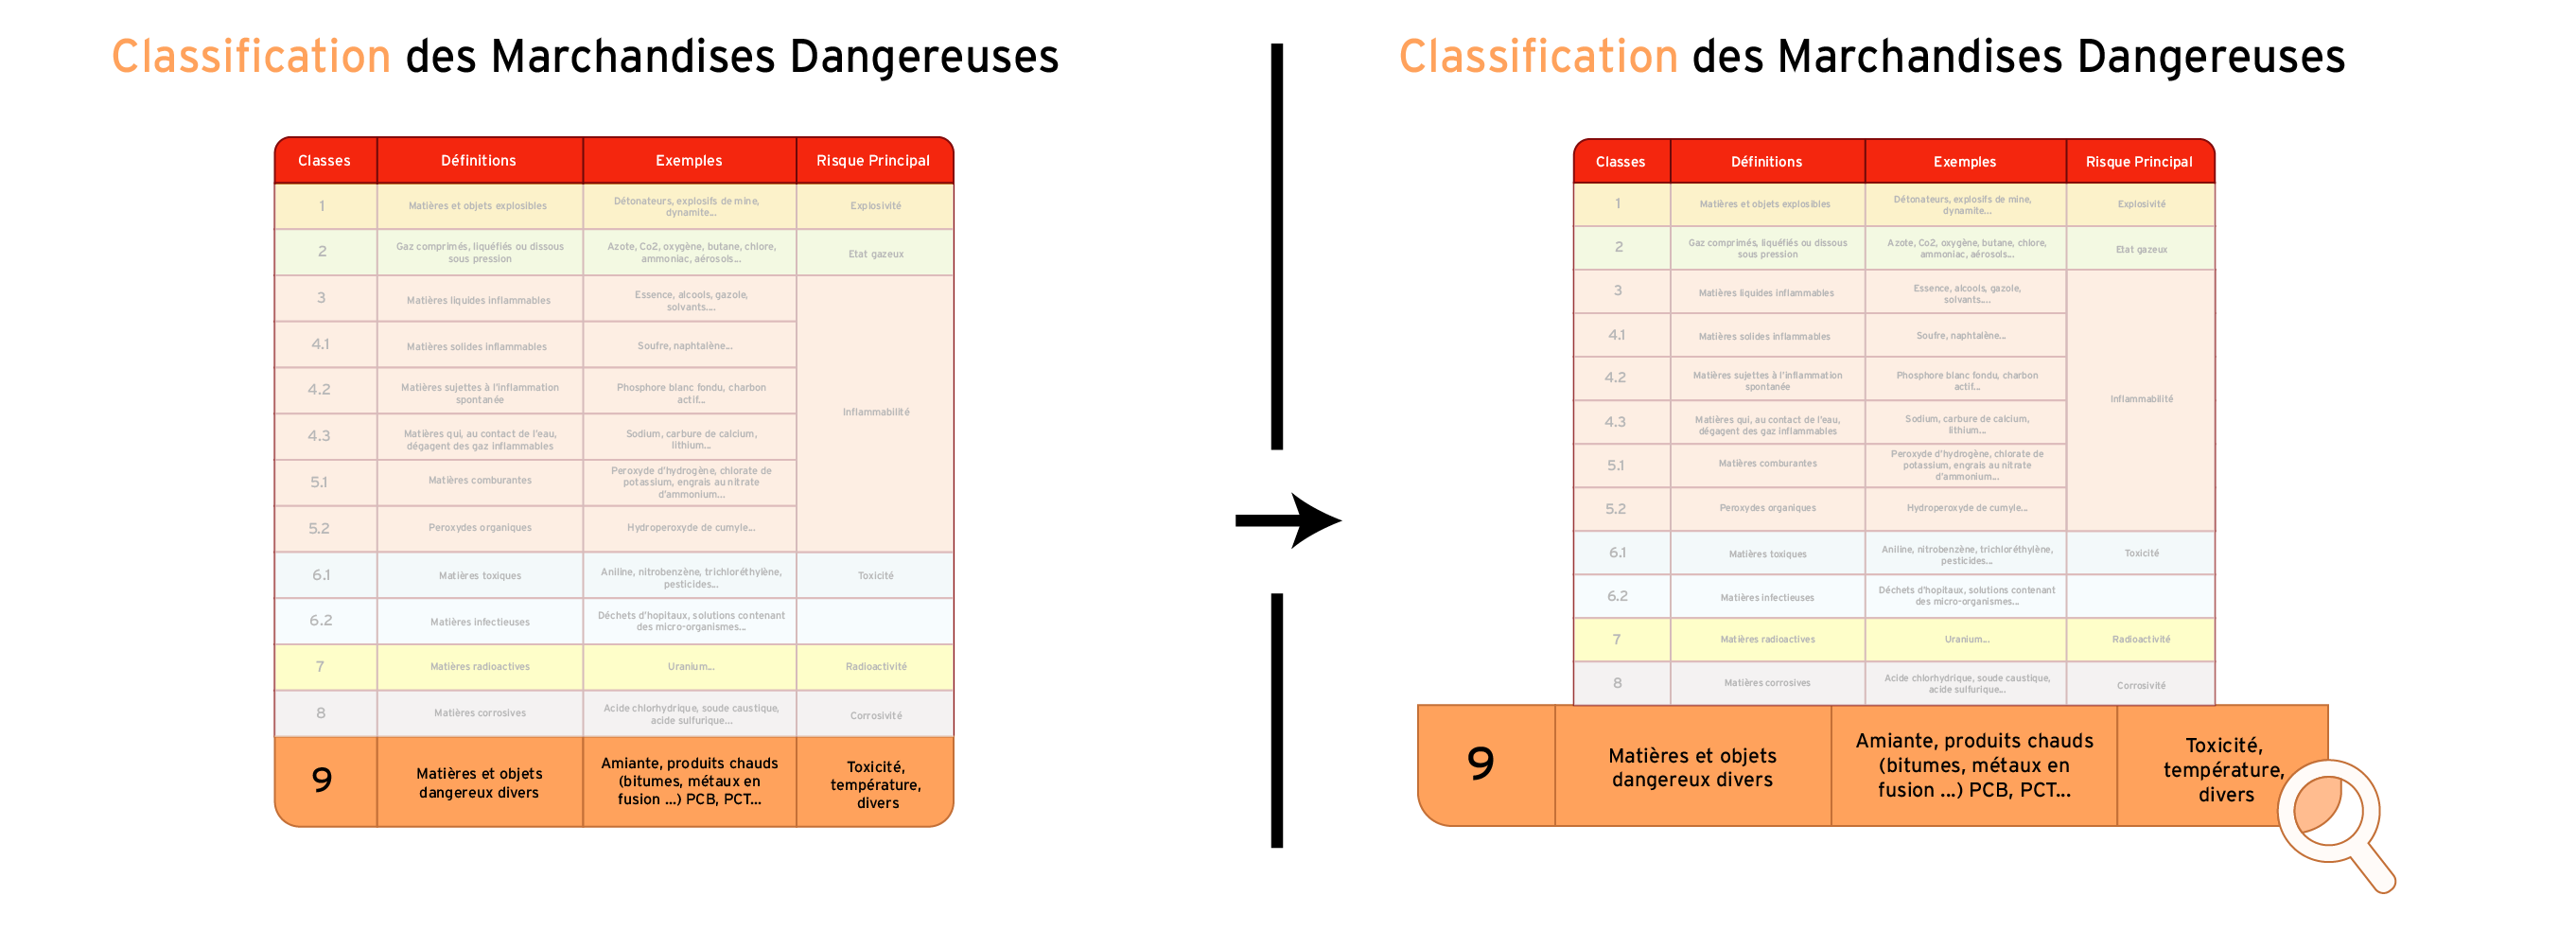 Classification des Marchandises Dangereuses
Classes Définitions Exemples Risque Principal
1 Matières et objets explosibles Détonateurs, explosifs de mine, dynamite... Explosivité
2 Gaz comprimés, liquéfiés ou dissous sous pression Azote, Co2, oxygène, butane, chlore, ammoniac, aérosols... Etat gazeux
3 Matières liquides inflammables Essence, alcools, gazole, solvants....
4.1 Matières solides inflammables Soufre, naphtalène...
4.2 Matières sujettes à l'inflammation spontanée Phosphore blanc fondu, charbon actif...
Inflammabilité
4.3 Matières qui, au contact de l'eau, dégagent des gaz inflammables Sodium, carbure de calcium, lithium...
5.1 Matières comburantes Peroxyde d'hydrogène, chlorate de potassium, engrais au nitrate d'ammonium...
5.2 Peroxydes organiques Hydroperoxyde de cumyle...
6.1 Matières toxiques Aniline, nitrobenzène, trichloréthylène, pesticides... Toxicité
6.2 Matières infectieuses Déchets d'hopitaux, solutions contenant des micro-organismes...
7 Matières radioactives Uranium... Radioactivité
8 Matières corrosives Acide chlorhydrique, soude caustique, acide sulfurique... Corrosivité
9 Matières et objets dangereux divers Amiante, produits chauds (bitumes, métaux en fusion ...) PCB, PCT... Toxicité, température, divers
Classification des Marchandises Dangereuses
Classes Définitions Exemples Risque Principal
1 Matières et objets explosibles Détonateurs, explosifs de mine, dynamite... Explosivité
2 Gaz comprimés, liquéfiés ou dissous sous pression Azote, Co2, oxygène, butane, chlore, ammoniac, aérosols... Etat gazeux
3 Matières liquides inflammables Essence, alcools, gazole, solvants....
4.1 Matières solides inflammables Soufre, naphtalène...
4.2 Matières sujettes à l'inflammation spontanée Phosphore blanc fondu, charbon actif...
Inflammabilité
4.3 Matières qui, au contact de l'eau, dégagent des gaz inflammables Sodium, carbure de calcium, lithium...
5.1 Matières comburantes Peroxyde d'hydrogène, chlorate de potassium, engrais au nitrate d'ammonium...
5.2 Peroxydes organiques Hydroperoxyde de cumyle...
6.1 Matières toxiques Aniline, nitrobenzène, trichloréthylène, pesticides... Toxicité
6.2 Matières infectieuses Déchets d'hopitaux, solutions contenant des micro-organismes...
7 Matières radioactives Uranium... Radioactivité
8 Matières corrosives Acide chlorhydrique, soude caustique, acide sulfurique... Corrosivité
9 Matières et objets dangereux divers Amiante, produits chauds (bitumes, métaux en fusion ...) PCB, PCT... Toxicité, température, divers